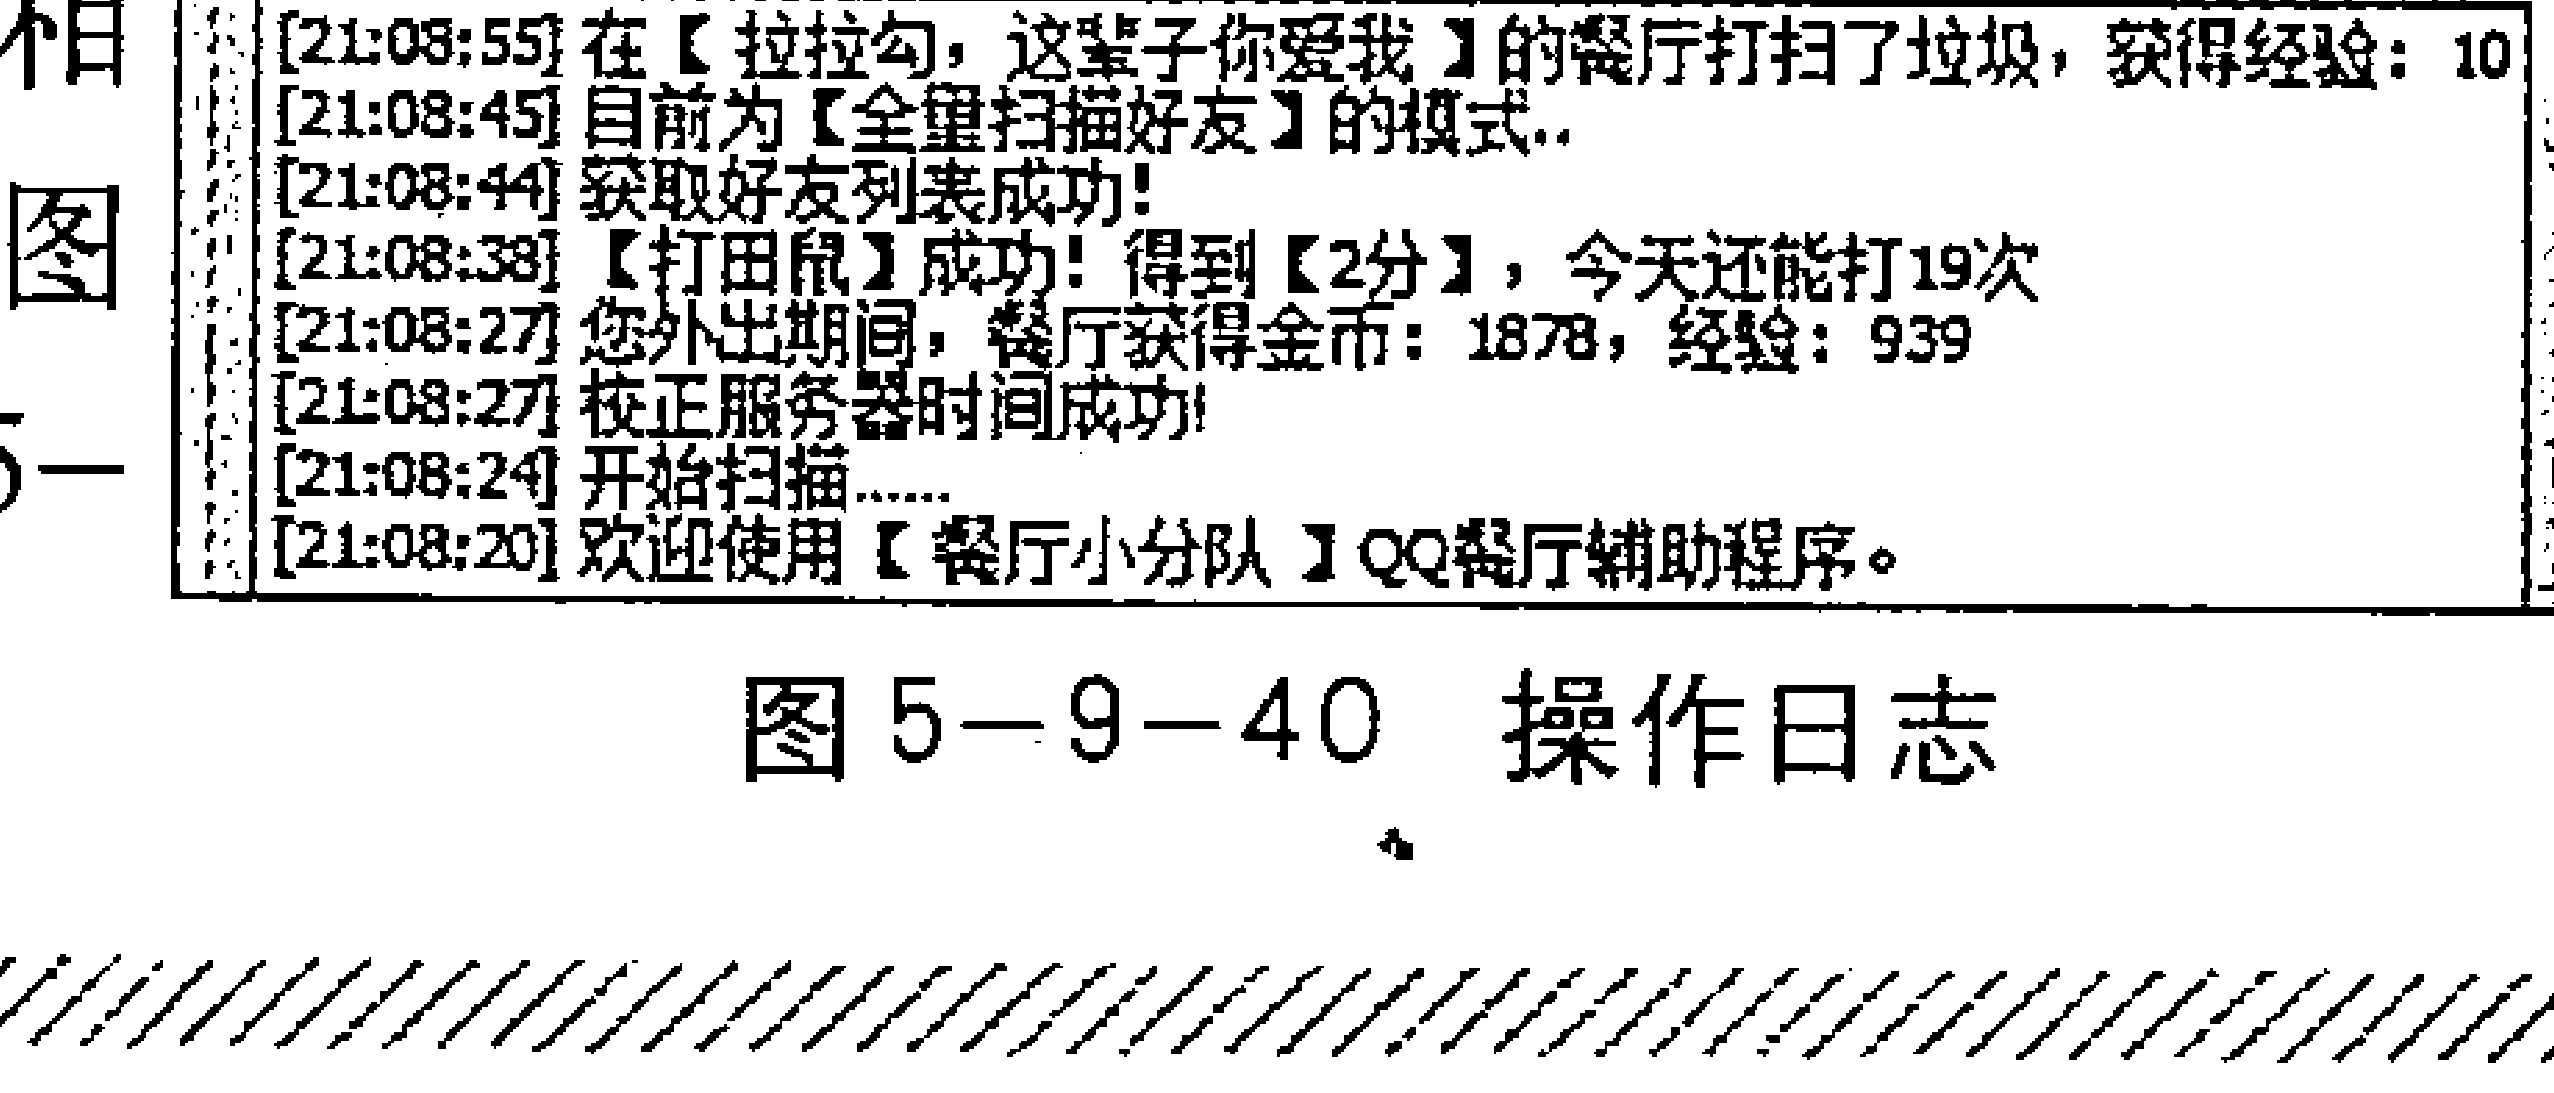 [21:08:55] 在【 拉拉勾，这辈子你爱我 】的餐厅打扫了垃圾，获得经验：10
[21:08:45] 目前为【全量扫描好友】的模式..
[21:08:44] 获取好友列表成功！
[21:08:38] 【打田鼠】成功！得到【2分】，今天还能打19次
[21:08:27] 您外出期间，餐厅获得金币：1878，经验：939
[21:08:27] 校正服务器时间成功!
[21:08:24] 开始扫描......
[21:08:20] 欢迎使用【 餐厅小分队 】QQ餐厅辅助程序。
图
5－
图 5－9－40 操作日志